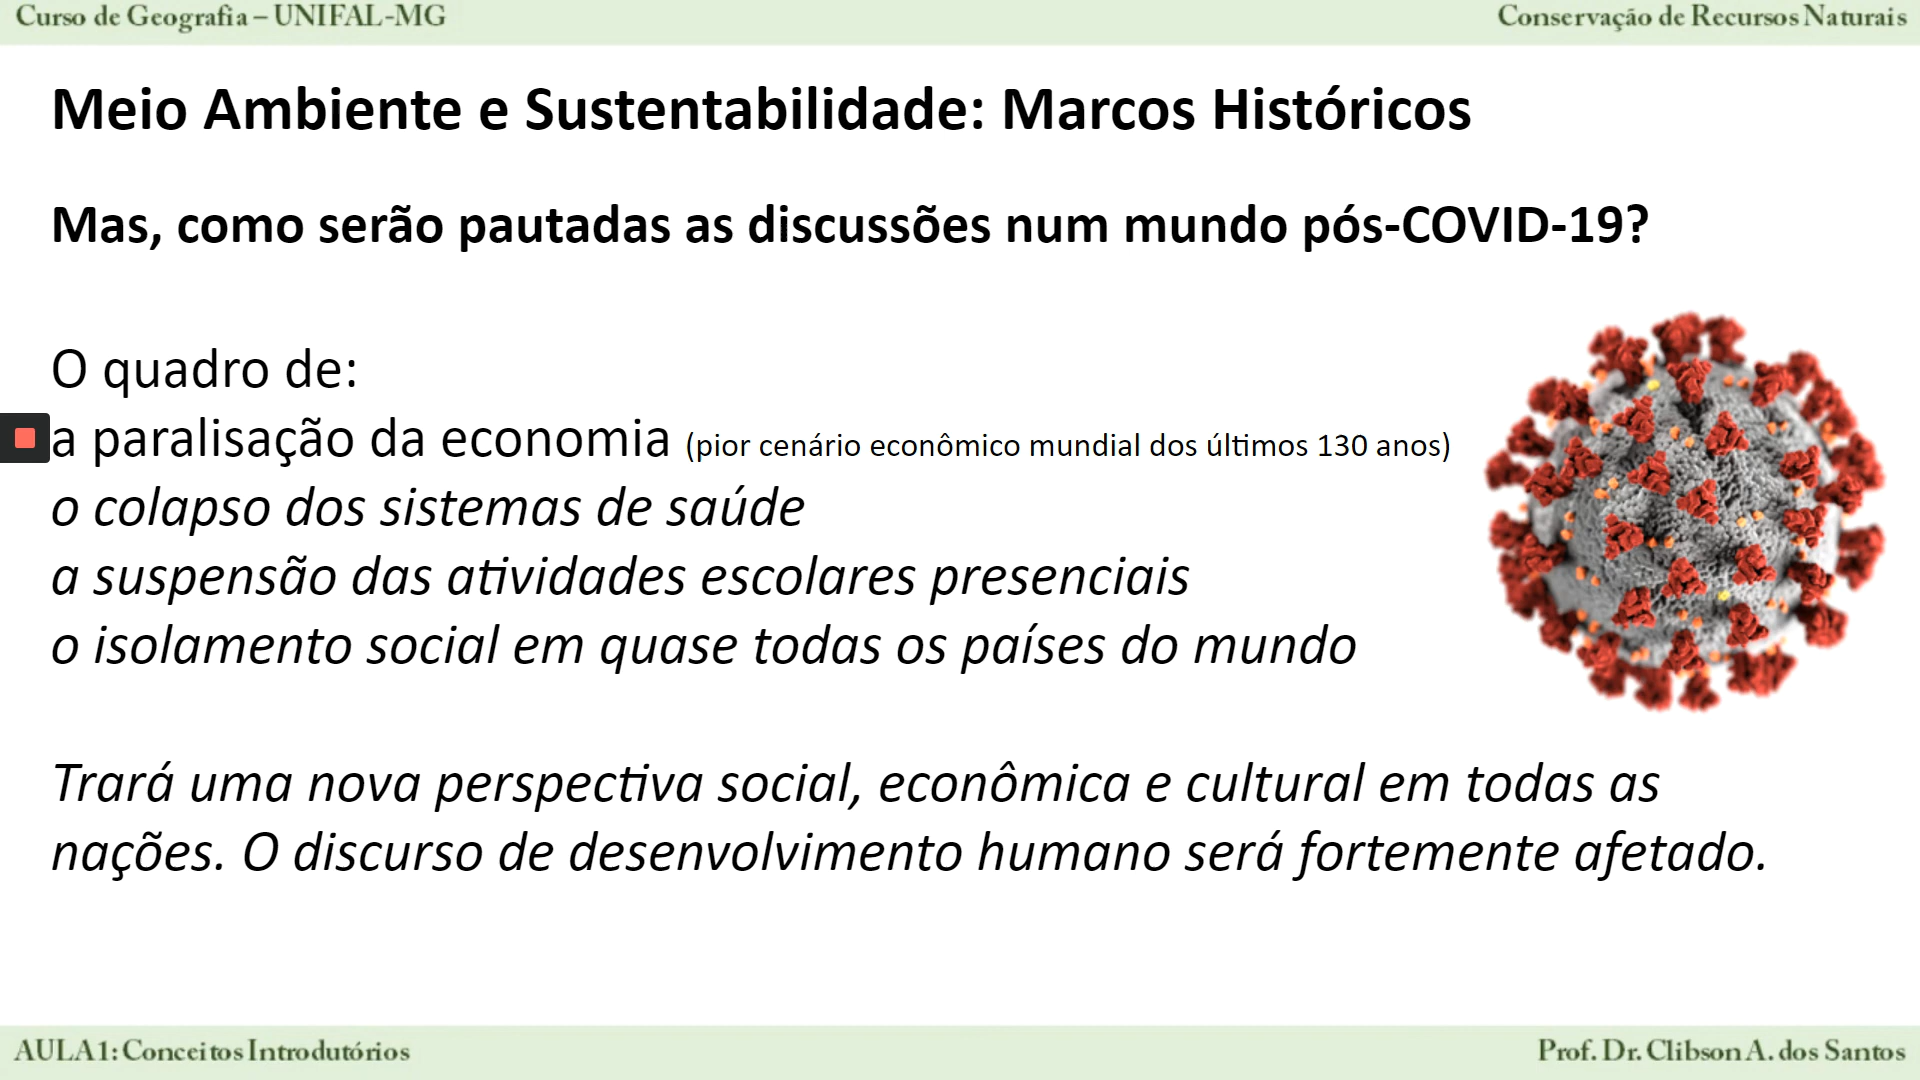 Curso de Geografia – UNIFAL-MG
Conservação de Recursos Naturais
Meio Ambiente e Sustentabilidade: Marcos Históricos
Mas, como serão pautadas as discussões num mundo pós-COVID-19?
O quadro de:
a paralisação da economia (pior cenário econômico mundial dos últimos 130 anos)
o colapso dos sistemas de saúde
a suspensão das atividades escolares presenciais
o isolamento social em quase todas os países do mundo
Trará uma nova perspectiva social, econômica e cultural em todas as
nações. O discurso de desenvolvimento humano será fortemente afetado.
AULA1: Conceitos Introdutórios
Prof. Dr. Clibson A. dos Santos